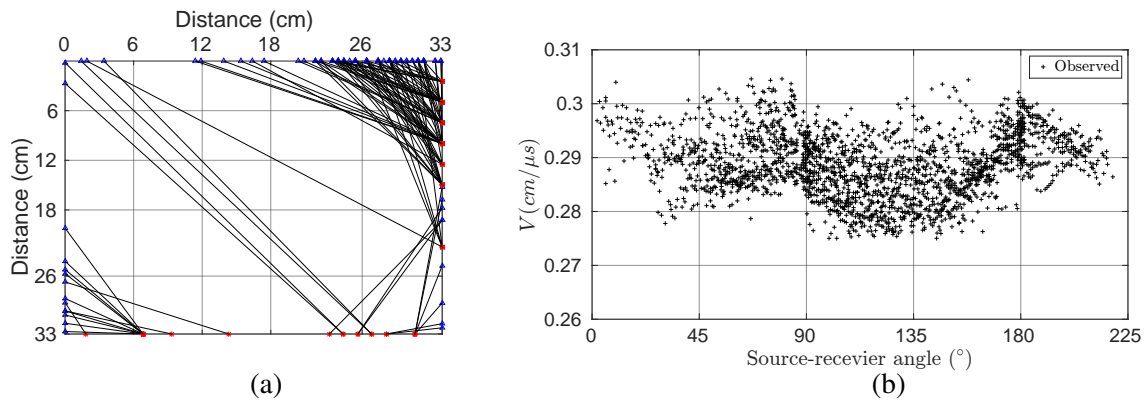 Distance (cm)
0 6 12 18 26 33
Distance (cm)
6
12
18
26
33
(a)
0.31
0.3
0.29
0.28
0.27
0.26
V(cm/μs)
+ Observed
0 45 90 135 180 225
Source-recevier angle (°)
(b)